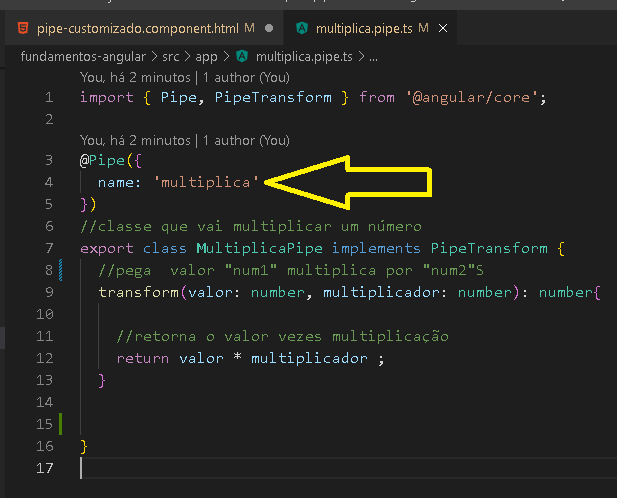 pipe-customizado.component.html M ● multiplica.pipe.ts M ×
fundamentos-angular > src > app > multiplica.pipe.ts > ...
You, há 2 minutos | 1 author (You)
1 import { Pipe, PipeTransform } from '@angular/core';
2
You, há 2 minutos | 1 author (You)
3 @Pipe({
4 name: 'multiplica'
5 })
6 //classe que vai multiplicar um número
7 export class MultiplicaPipe implements PipeTransform {
8 //pega  valor "num1" multiplica por "num2"S
9 transform(valor: number, multiplicador: number): number{
10
11 //retorna o valor vezes multiplicação
12 return valor * multiplicador ;
13 }
14
15
16 }
17